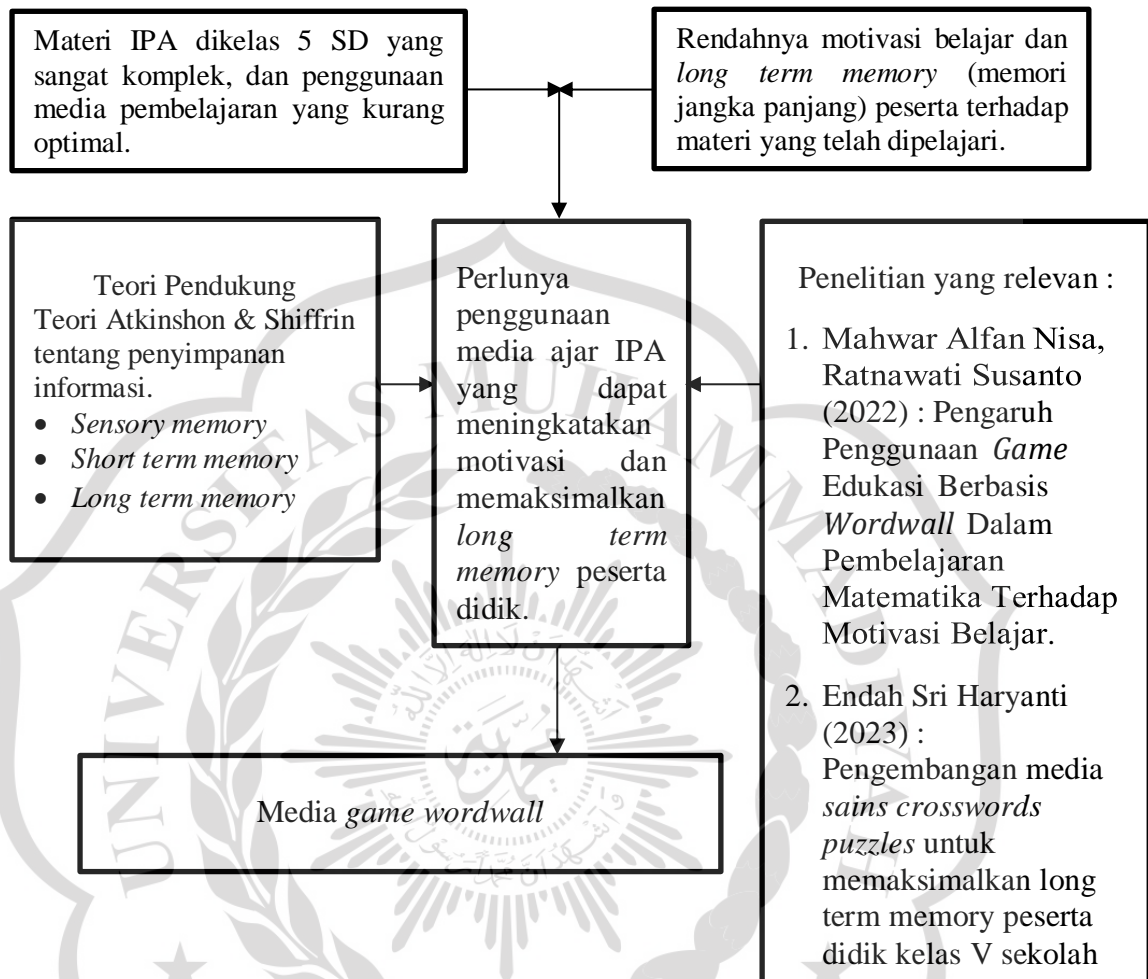 Materi IPA dikelas 5 SD yang
sangat komplek, dan penggunaan
media pembelajaran yang kurang
optimal.
Rendahnya motivasi belajar dan
long term memory (memori
jangka panjang) peserta terhadap
materi yang telah dipelajari.
Teori Pendukung
Teori Atkinshon & Shiffrin
tentang penyimpanan
informasi.
• Sensory memory
• Short term memory
• Long term memory
Perlunya
penggunaan
media ajar IPA
yang dapat
meningkatakan
motivasi dan
memaksimalkan
long term
memory peserta
didik.
Penelitian yang relevan :
1. Mahwar Alfan Nisa,
Ratnawati Susanto
(2022) : Pengaruh
Penggunaan Game
Edukasi Berbasis
Wordwall Dalam
Pembelajaran
Matematika Terhadap
Motivasi Belajar.
2. Endah Sri Haryanti
(2023) :
Pengembangan media
sains crosswords
puzzles untuk
memaksimalkan long
term memory peserta
didik kelas V sekolah
Media game wordwall
UNIVERSITAS MUHAMMADIYAH